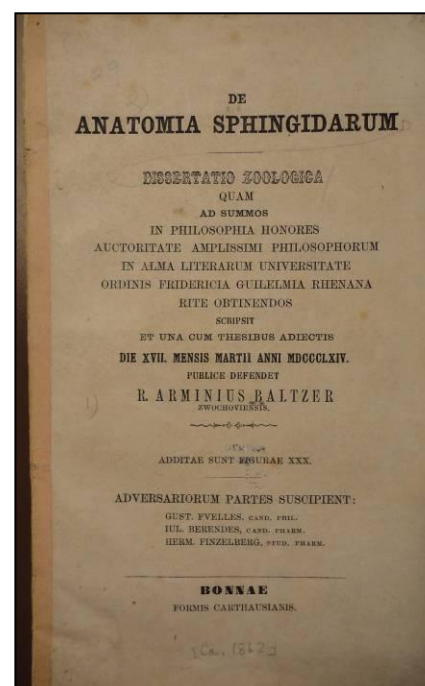 DE
ANATOMIA SPHINGIDARUM
DISSERTATIO ZOOLOGICA
QUAM
AD SUMMOS
IN PHILOSOPHIA HONORES
AUCTORITATE AMPLISSIMI PHILOSOPHORUM
IN ALMA LITERARUM UNIVERSITATE
ORDINIS FRIDERICIA GUILELMIA RHENANA
RITE OBTINENDOS
SCRIPSIT
ET UNA CUM THESIBUS ADIECTIS
DIE XVII. MENSIS MARTII ANNI MDCCCLXIV.
PUBLICE DEFENDET
R. ARMINIUS BALTZER
ZWOCHOVIENSIS.
ADDITAE SUNT FIGURAE XXX.
ADVERSARIORUM PARTES SUSCIPIENT:
GUST. FVELLES, CAND. PHIL.
IUL. BERENDES, CAND. PHARM.
HERM. FINZELBERG, STUD. PHARM.
BONNAE
FORMIS CARTHAUSIANIS.
[Ca. 1862]